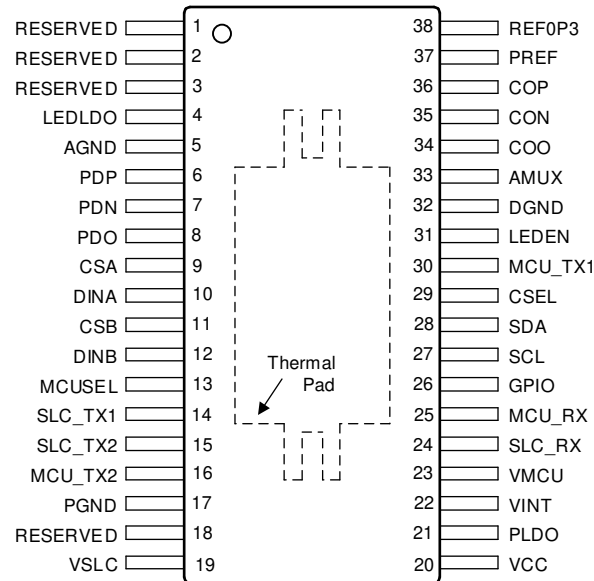 RESERVED 1 38 REF0P3
RESERVED 2 37 PREF
RESERVED 3 36 COP
LEDLDO 4 35 CON
AGND 5 34 COO
PDP 6 33 AMUX
PDN 7 32 DGND
PDO 8 31 LEDEN
CSA 9 30 MCU_TX1
DINA 10 29 CSEL
CSB 11 28 SDA
DINB 12 27 SCL
Thermal
Pad
MCUSEL 13 26 GPIO
SLC_TX1 14 25 MCU_RX
SLC_TX2 15 24 SLC_RX
MCU_TX2 16 23 VMCU
PGND 17 22 VINT
RESERVED 18 21 PLDO
VSLC 19 20 VCC